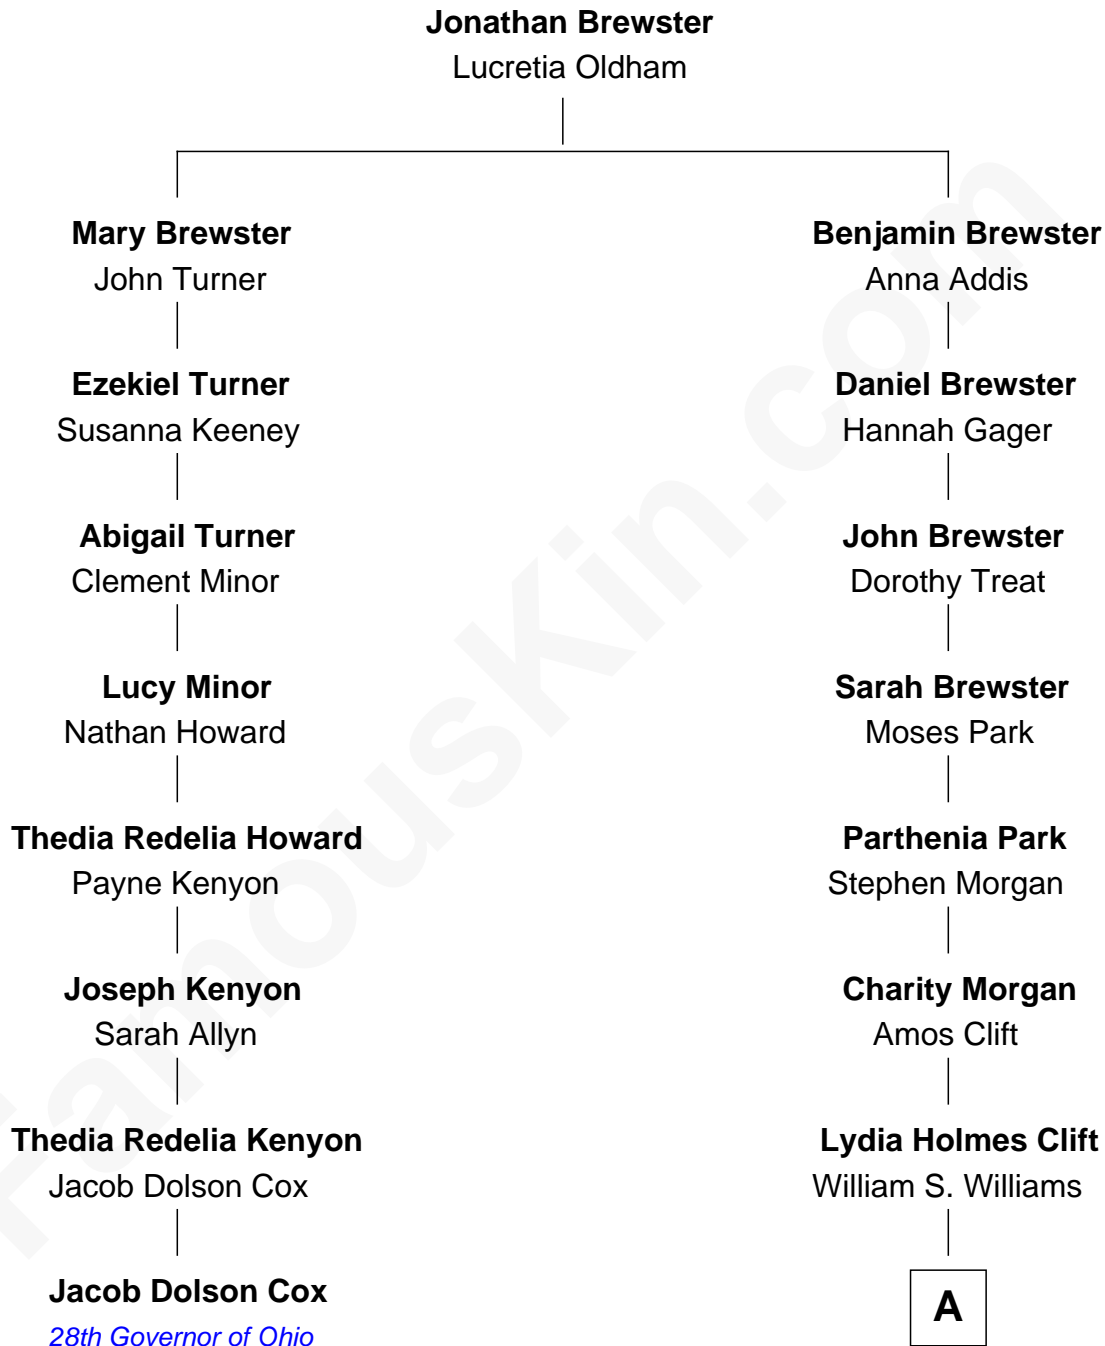 Jonathan Brewster
Lucretia Oldham
Mary Brewster
John Turner
Benjamin Brewster
Anna Addis
Ezekiel Turner
Susanna Keeney
Daniel Brewster
Hannah Gager
Abigail Turner
Clement Minor
John Brewster
Dorothy Treat
Lucy Minor
Nathan Howard
Sarah Brewster
Moses Park
Thedia Redelia Howard
Payne Kenyon
Parthenia Park
Stephen Morgan
Joseph Kenyon
Sarah Allyn
Charity Morgan
Amos Clift
Thedia Redelia Kenyon
Jacob Dolson Cox
Lydia Holmes Clift
William S. Williams
Jacob Dolson Cox
28th Governor of Ohio
A
FamousKin.com